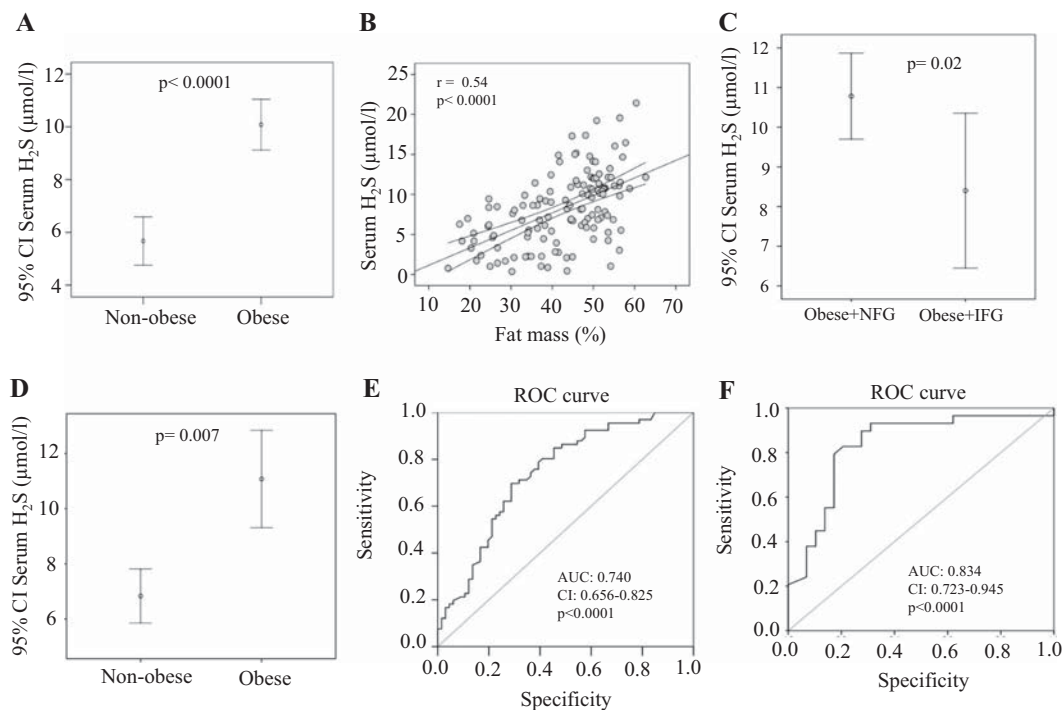 A
p< 0.0001
95% CI Serum H₂S (µmol/l)
12
10
8
6
4
Non-obese Obese
B
r = 0.54
p< 0.0001
Serum H₂S (µmol/l)
25
20
15
10
5
0
10 20 30 40 50 60 70
Fat mass (%)
C
p= 0.02
95% CI Serum H₂S (µmol/l)
12
11
10
9
8
7
6
Obese+NFG Obese+IFG
D
p= 0.007
95% CI Serum H₂S (µmol/l)
12
10
8
6
Non-obese Obese
E
ROC curve
Sensitivity
1.0
0.8
0.6
0.4
0.2
0.0
AUC: 0.740
CI: 0.656-0.825
p<0.0001
0.0 0.2 0.4 0.6 0.8 1.0
Specificity
F
ROC curve
Sensitivity
1.0
0.8
0.6
0.4
0.2
0.0
AUC: 0.834
CI: 0.723-0.945
p<0.0001
0.0 0.2 0.4 0.6 0.8 1.0
Specificity